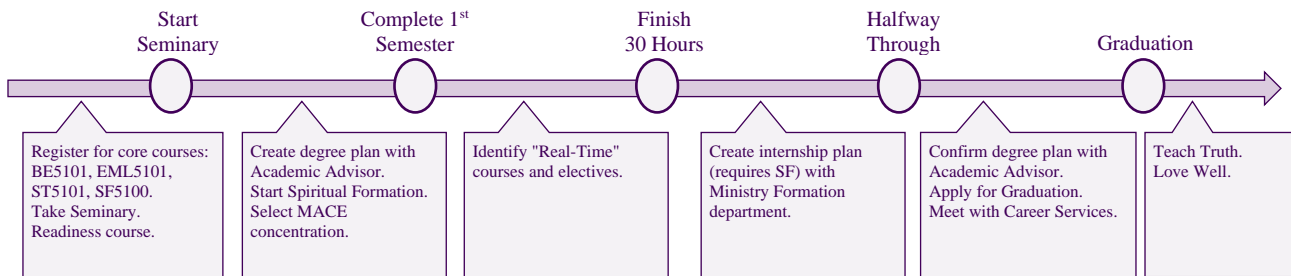 Start
Seminary
Complete 1st
Semester
Finish
30 Hours
Halfway
Through
Graduation
Register for core courses:
BE5101, EML5101,
ST5101, SF5100.
Take Seminary.
Readiness course.
Create degree plan with
Academic Advisor.
Start Spiritual Formation.
Select MACE
concentration.
Identify "Real-Time"
courses and electives.
Create internship plan
(requires SF) with
Ministry Formation
department.
Confirm degree plan with
Academic Advisor.
Apply for Graduation.
Meet with Career Services.
Teach Truth.
Love Well.